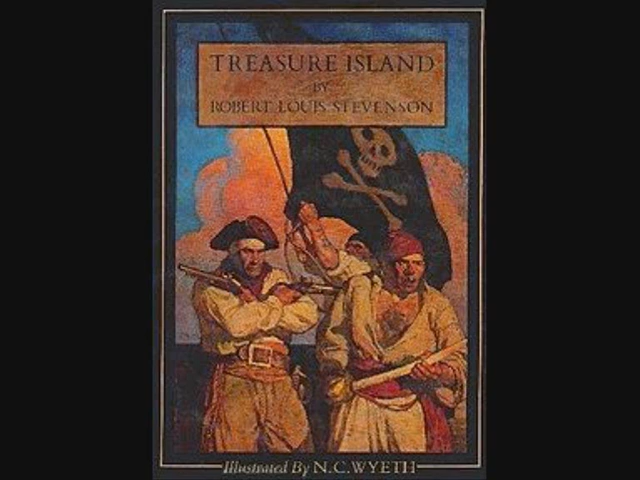 TREASURE ISLAND
BY
ROBERT LOUIS STEVENSON
Illustrated By N.C. WYETH